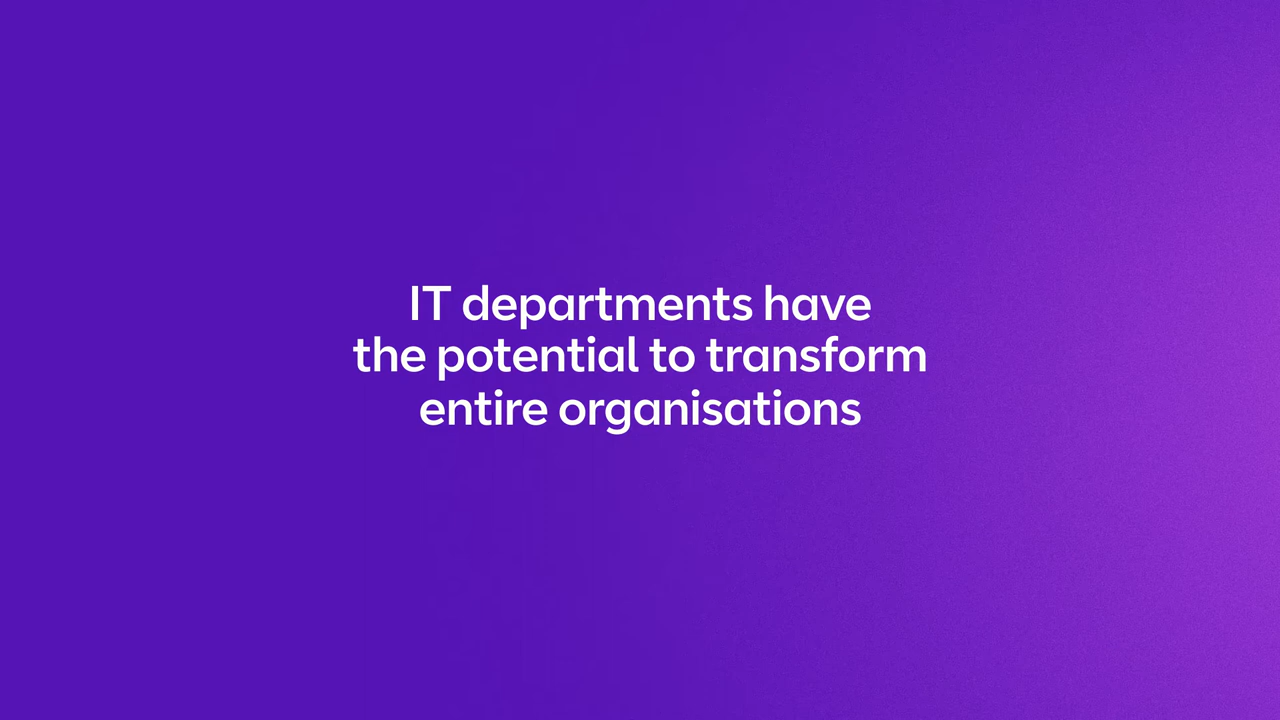 IT departments have
the potential to transform
entire organisations